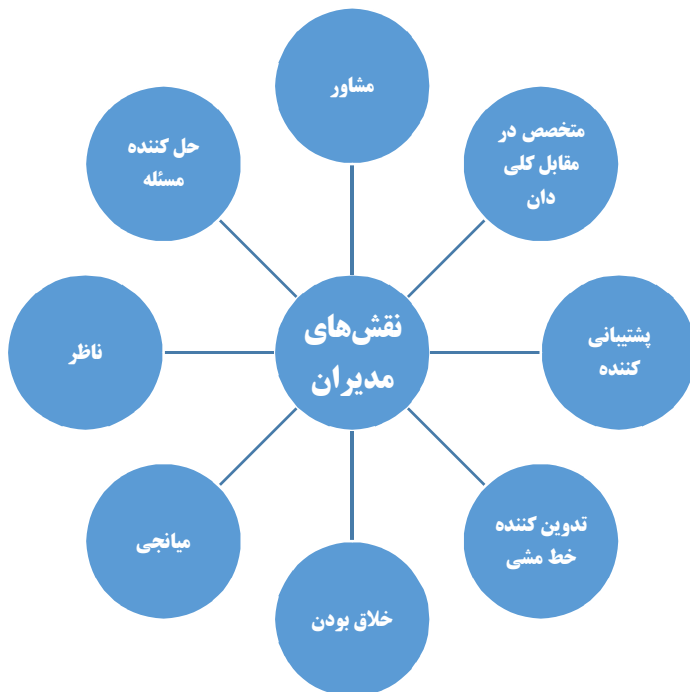 مشاور
متخصص در
مقابل کلی
دان
پشتیبانی
کننده
تدوین کننده
خط مشی
خلاق بودن
میانجی
ناظر
حل کننده
مسئله
نقش‌های
مدیران